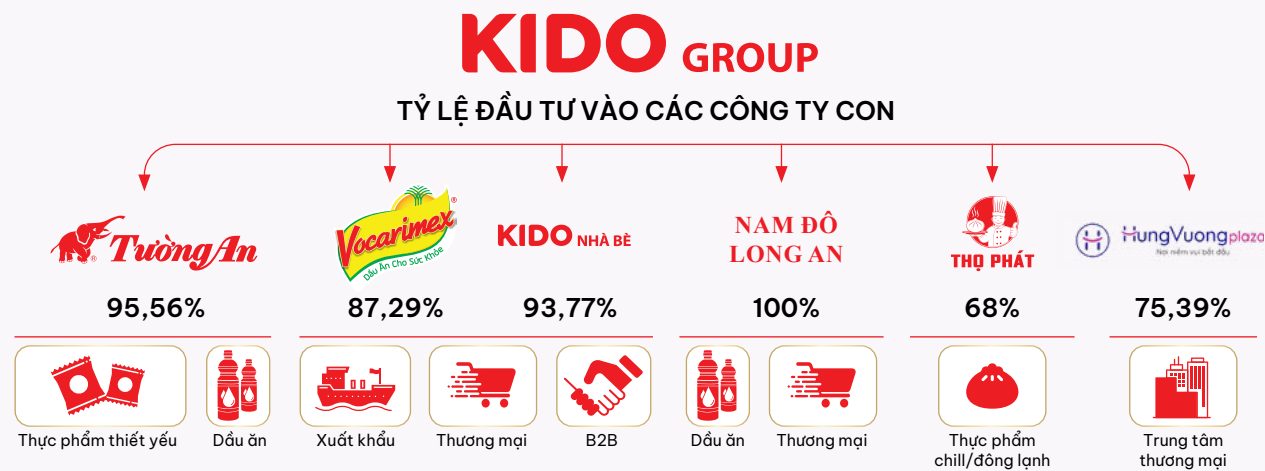 KIDO GROUP
TỶ LỆ ĐẦU TƯ VÀO CÁC CÔNG TY CON
Tường An
®
Vocarimex
®
Dầu Ăn Cho Sức Khỏe
KIDO NHÀ BÈ
NAM ĐÔ
LONG AN
THỌ PHÁT
HungVuongplaza
Nơi niềm vui bắt đầu
95,56%
87,29%
93,77%
100%
68%
75,39%
Thực phẩm thiết yếu
Dầu ăn
Xuất khẩu
Thương mại
B2B
Dầu ăn
Thương mại
Thực phẩm
chill/đông lạnh
Trung tâm
thương mại